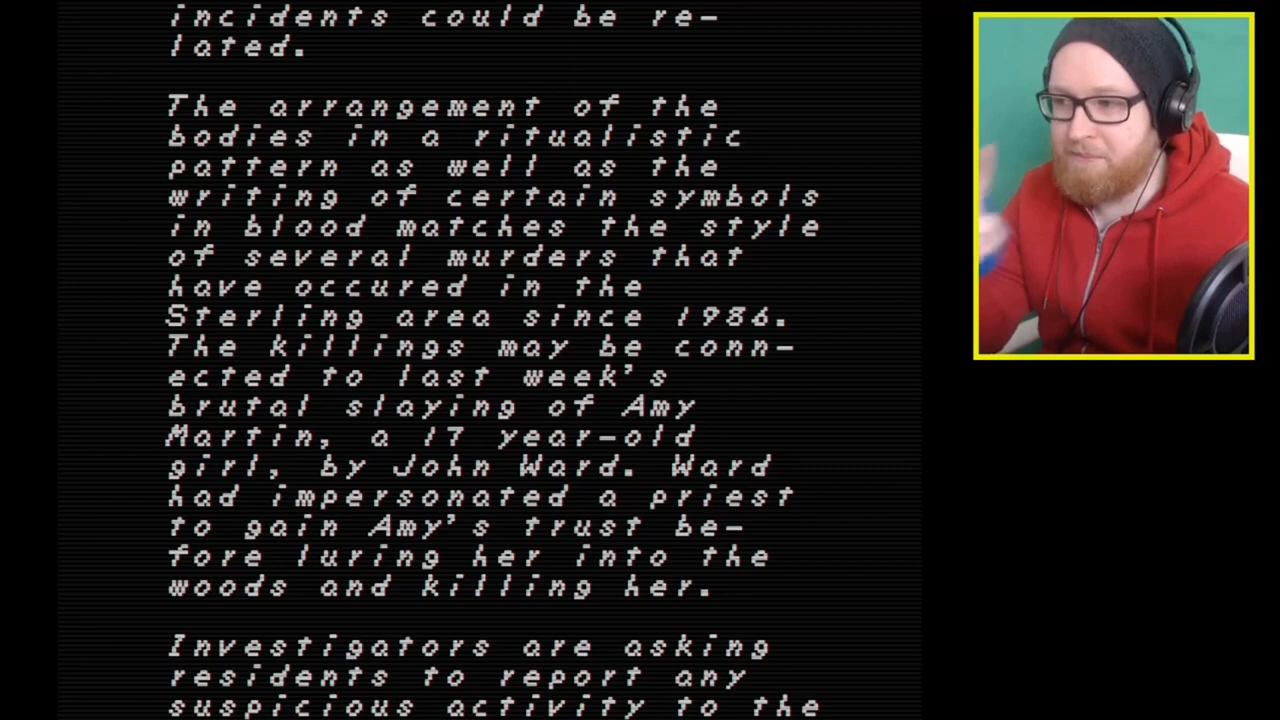 incidents could be re-
lated.
The arrangement of the
bodies in a ritualistic
pattern as well as the
writing of certain symbols
in blood matches the style
of several murders that
have occured in the
Sterling area since 1986.
The killings may be conn-
ected to last week's
brutal slaying of Amy
Martin, a 17 year-old
girl, by John Ward. Ward
had impersonated a priest
to gain Amy's trust be-
fore luring her into the
woods and killing her.
Investigators are asking
residents to report any
suspicious activity to the